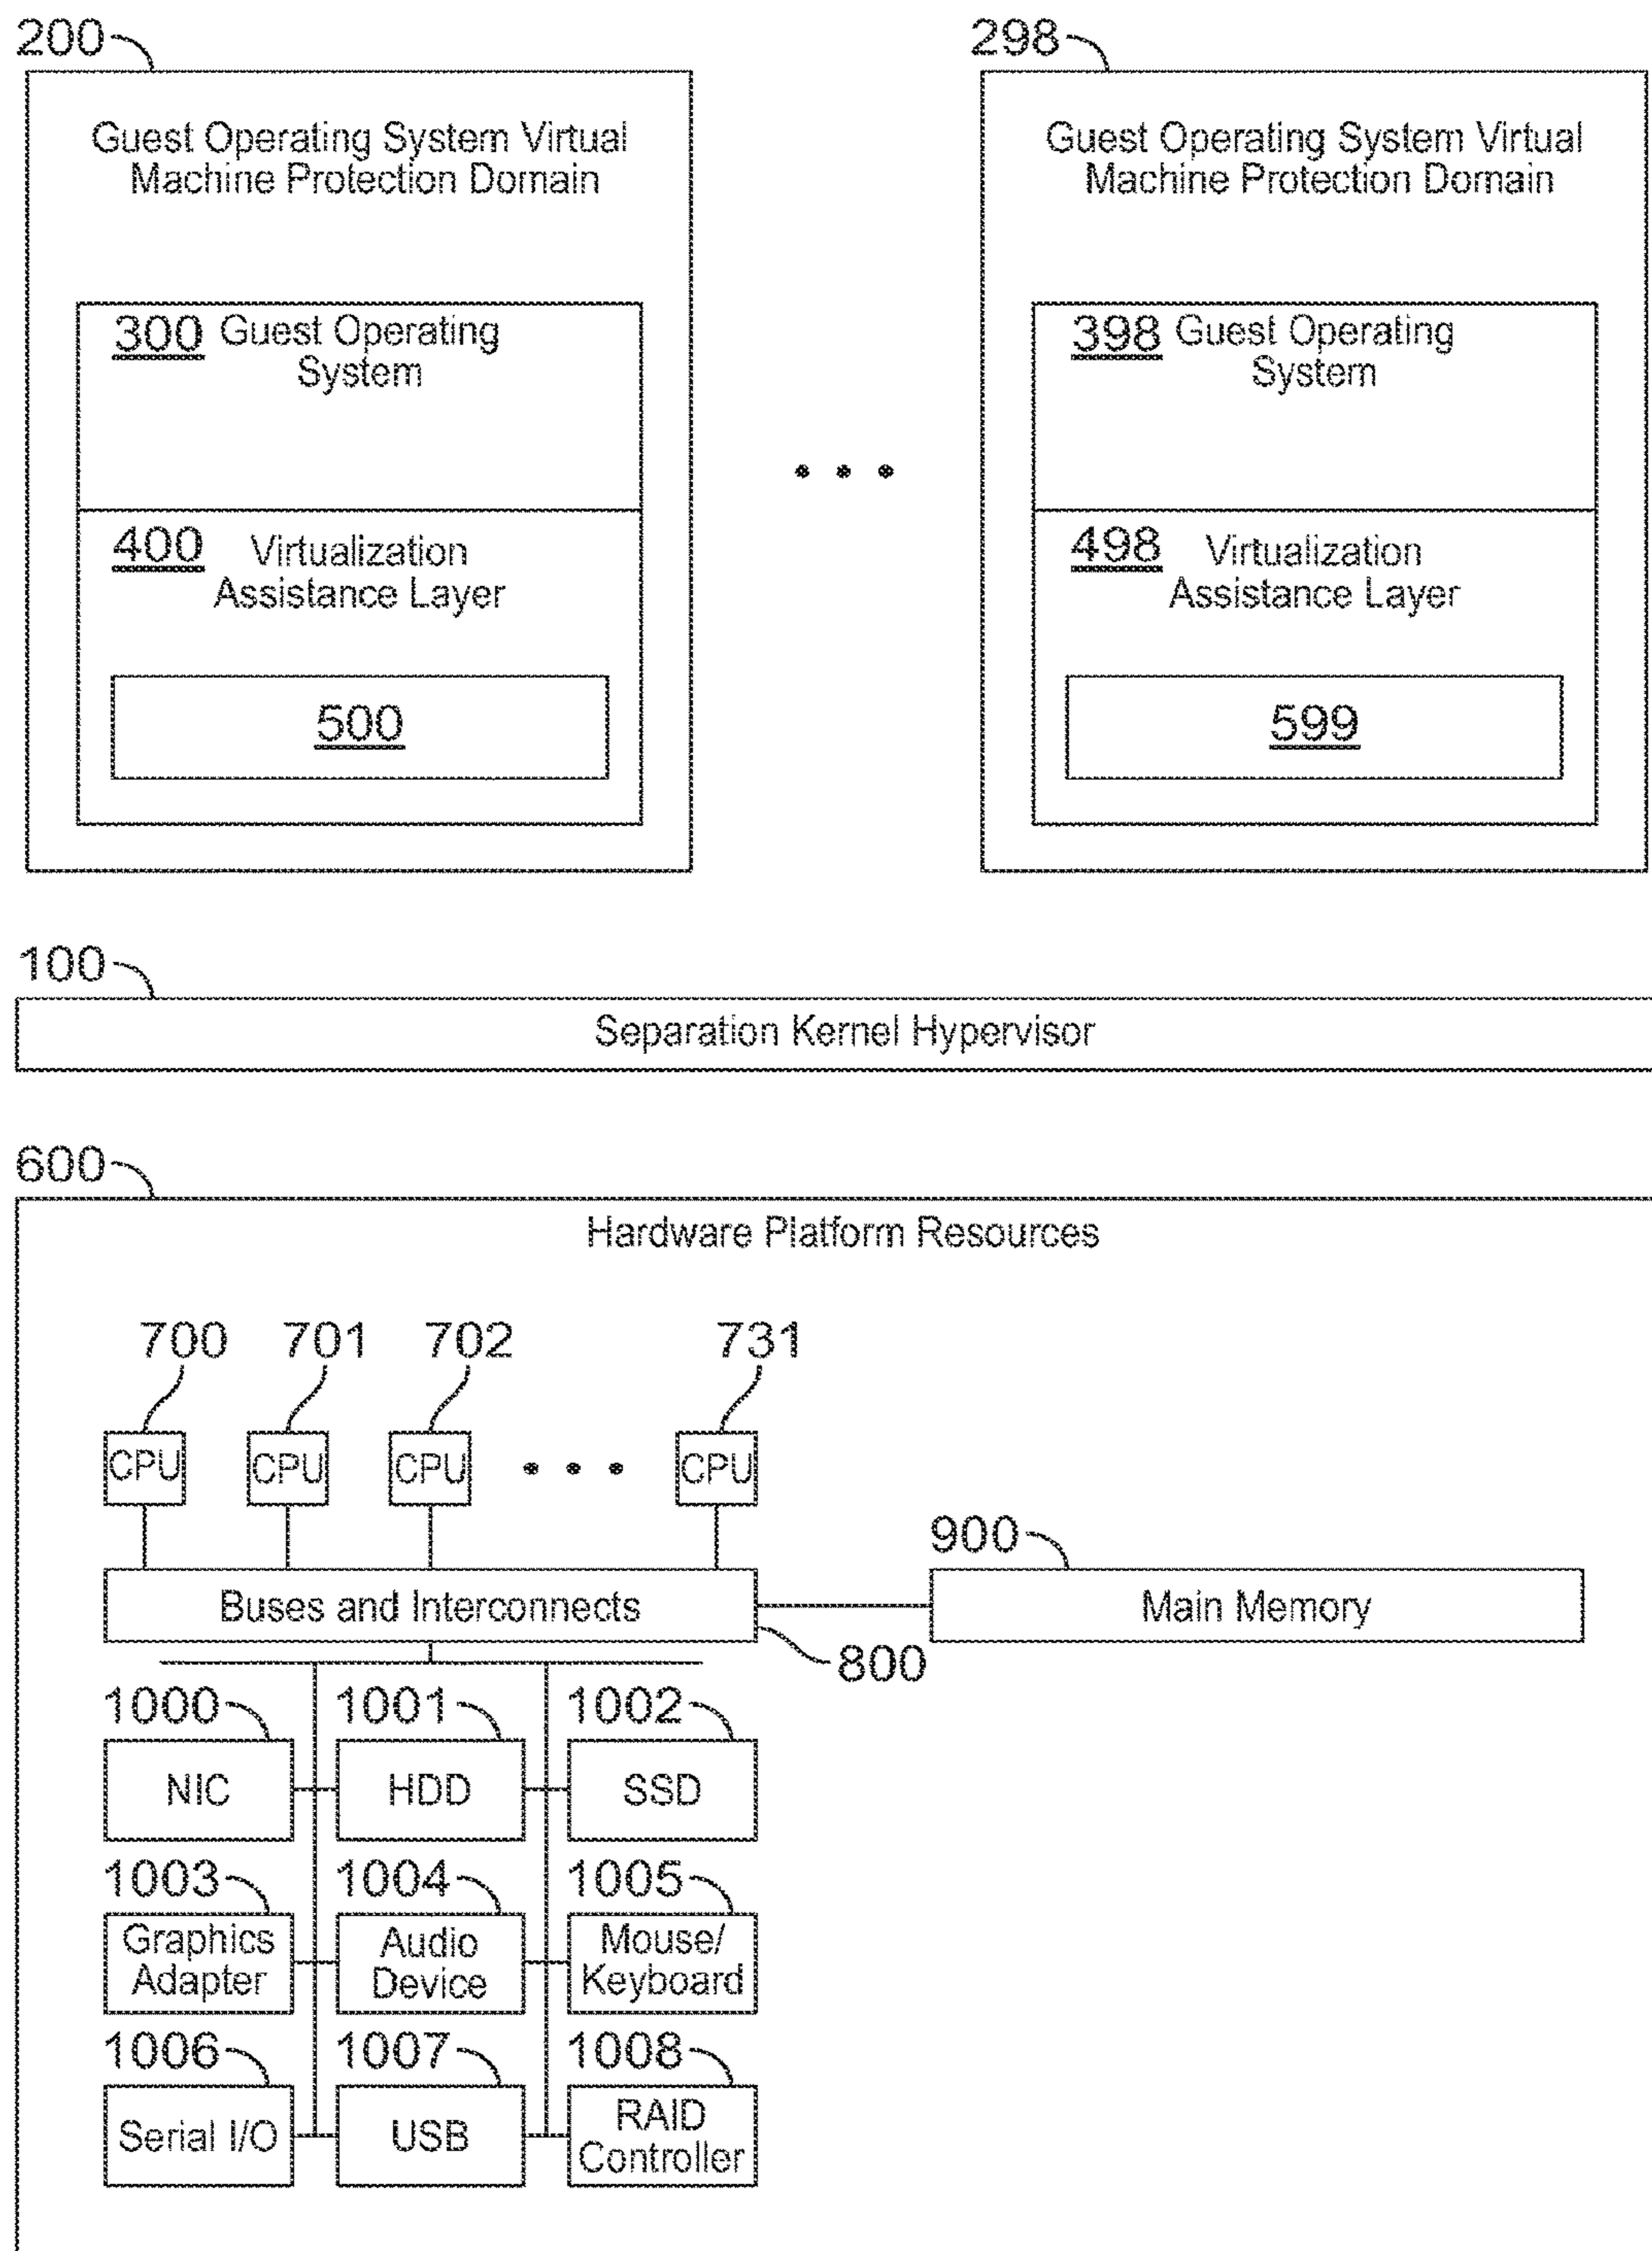 200
298
Guest Operating System Virtual
Machine Protection Domain
Guest Operating System Virtual
Machine Protection Domain
300 Guest Operating
System
398 Guest Operating
System
400 Virtualization
Assistance Layer
498 Virtualization
Assistance Layer
500
599
100
Separation Kernel Hypervisor
600
Hardware Platform Resources
700 701 702 731
CPU CPU CPU CPU
900
Buses and Interconnects
Main Memory
800
1000 1001 1002
NIC HDD SSD
1003 1004 1005
Graphics
Adapter
Audio
Device
Mouse/
Keyboard
1006 1007 1008
Serial I/O
USB
RAID
Controller